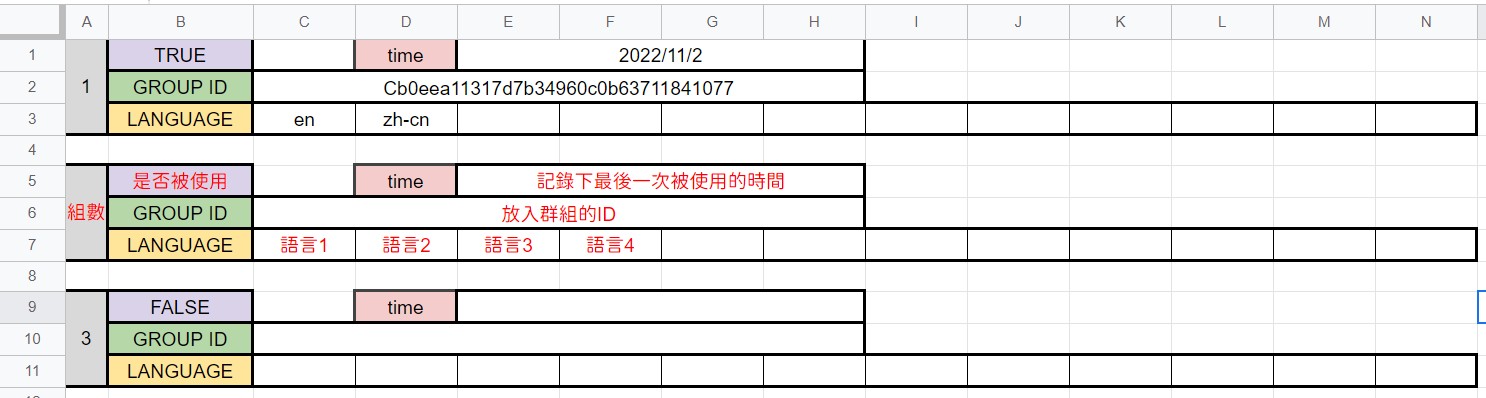 A B C D E F G H I J K L M N
1 TRUE time 2022/11/2
2 GROUP ID Cb0eea11317d7b34960c0b63711841077
1
3 LANGUAGE en zh-cn
4
5 是否被使用 time 記錄下最後一次被使用的時間
6 組數 GROUP ID 放入群組的ID
7 LANGUAGE 語言1 語言2 語言3 語言4
8
9 FALSE time
10 3 GROUP ID
11 LANGUAGE